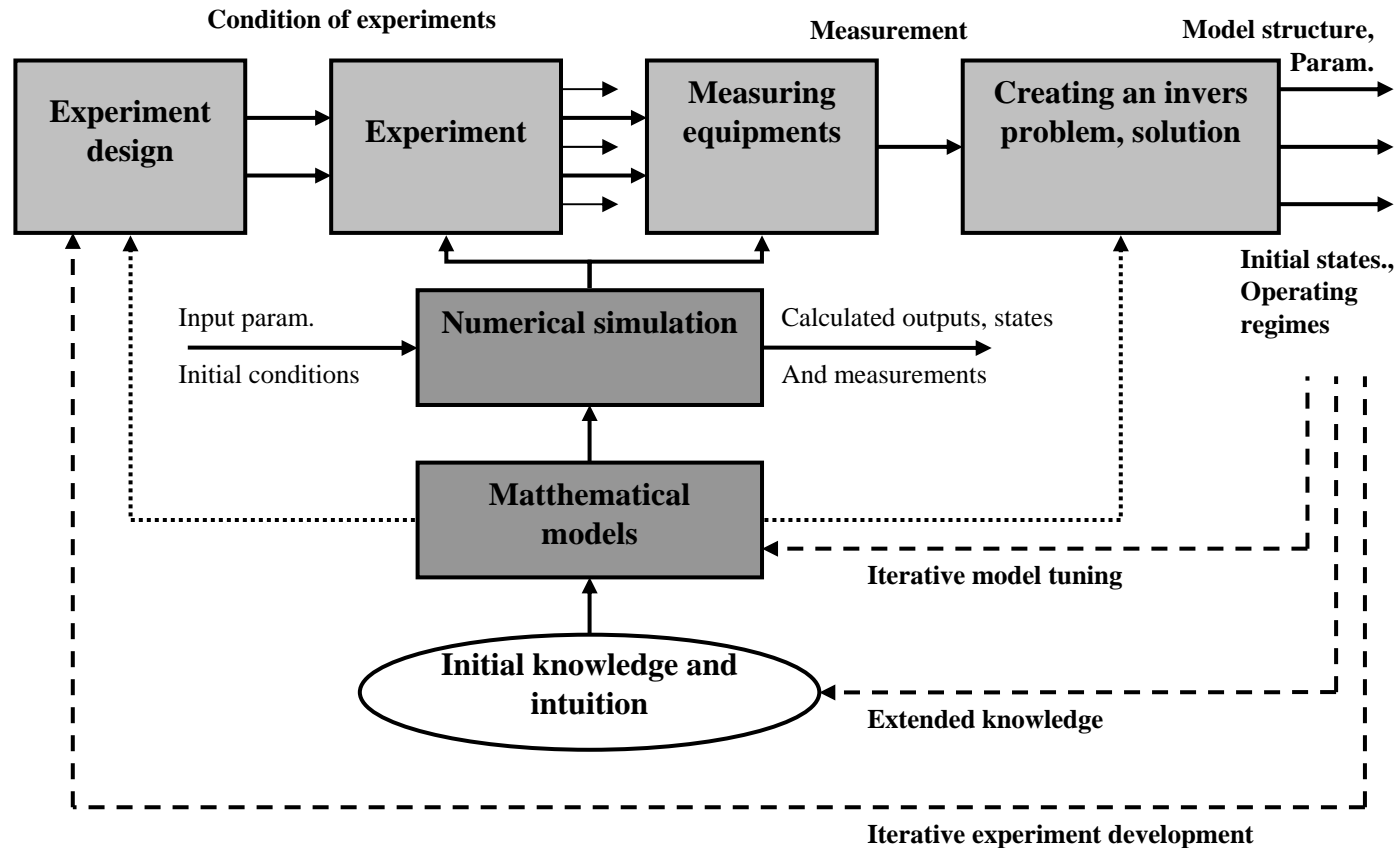 Condition of experiments
Measurement
Model structure,
Param.
Experiment
design
Experiment
Measuring
equipments
Creating an invers
problem, solution
Initial states.,
Operating
regimes
Input param.
Initial conditions
Numerical simulation
Calculated outputs, states
And measurements
Matthematical
models
Iterative model tuning
Initial knowledge and
intuition
Extended knowledge
Iterative experiment development